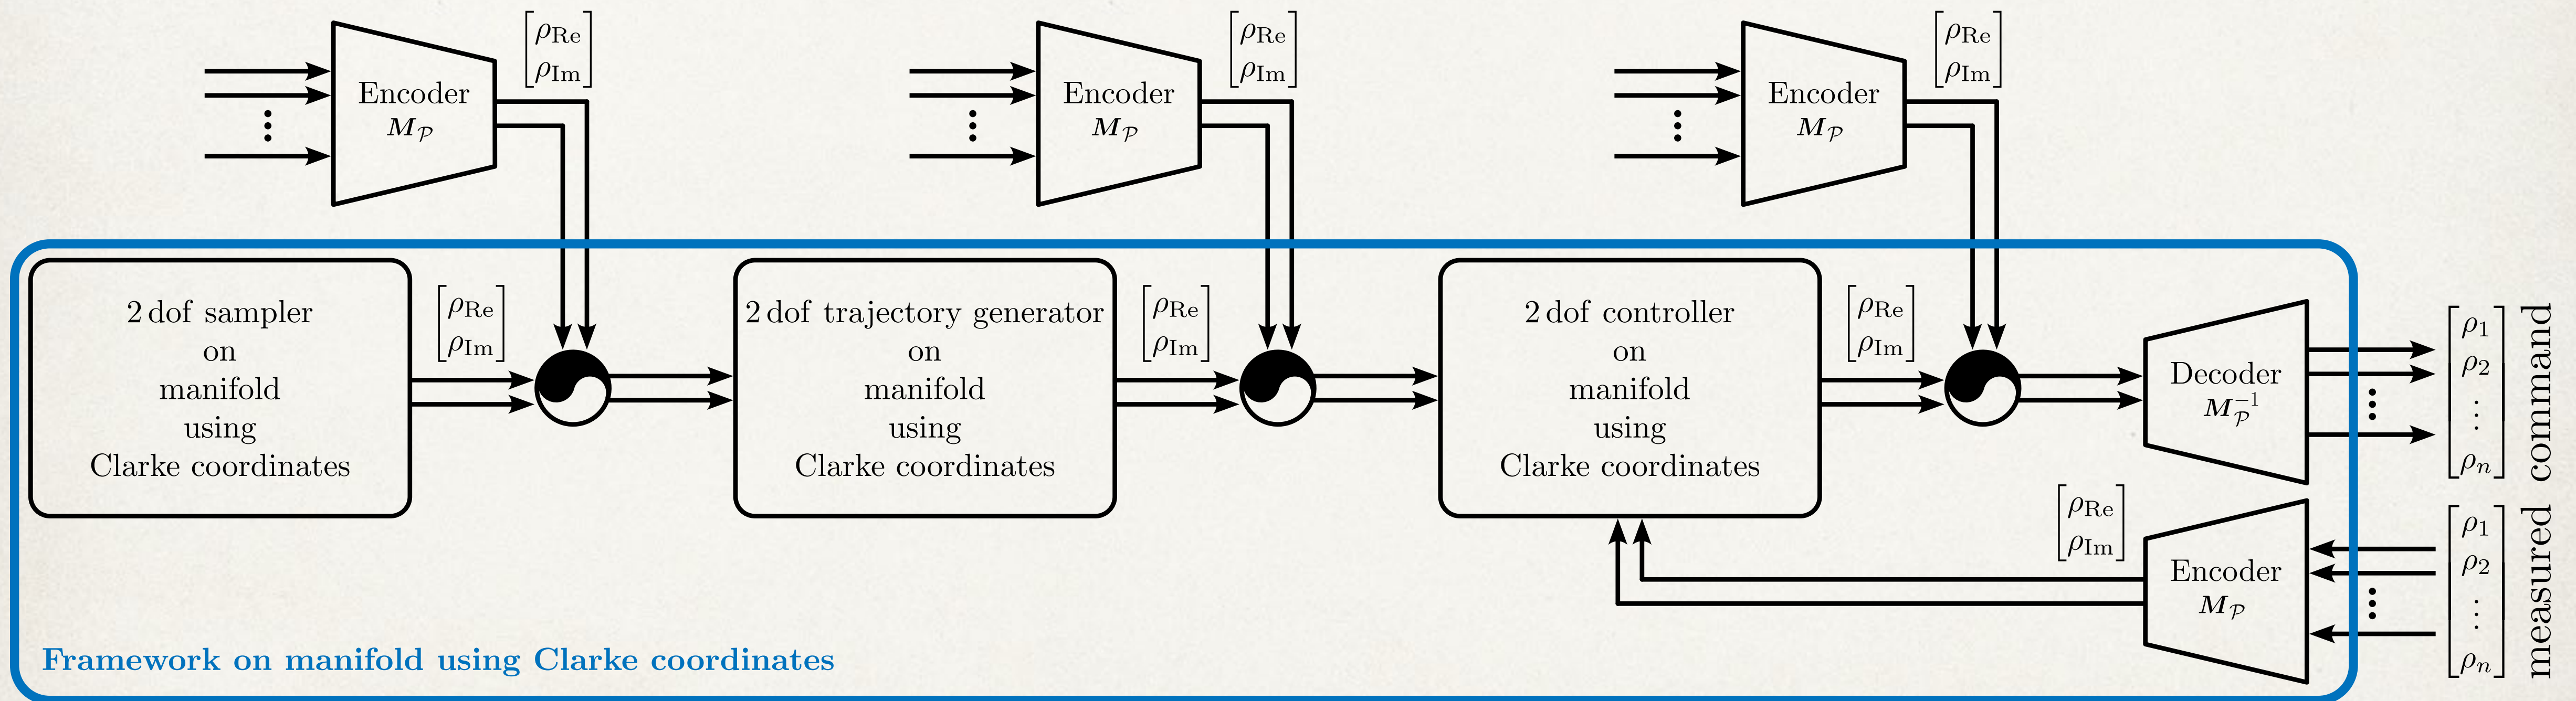 [ρ_Re
ρ_Im]
[ρ_Re
ρ_Im]
[ρ_Re
ρ_Im]
Encoder
M_𝒫
Encoder
M_𝒫
Encoder
M_𝒫
2 dof sampler
on
manifold
using
Clarke coordinates
[ρ_Re
ρ_Im]
2 dof trajectory generator
on
manifold
using
Clarke coordinates
[ρ_Re
ρ_Im]
2 dof controller
on
manifold
using
Clarke coordinates
[ρ_Re
ρ_Im]
Decoder
M_𝒫^{-1}
[ρ_1
ρ_2
⋮
ρ_n]
command
[ρ_Re
ρ_Im]
Encoder
M_𝒫
[ρ_1
ρ_2
⋮
ρ_n]
measured
Framework on manifold using Clarke coordinates